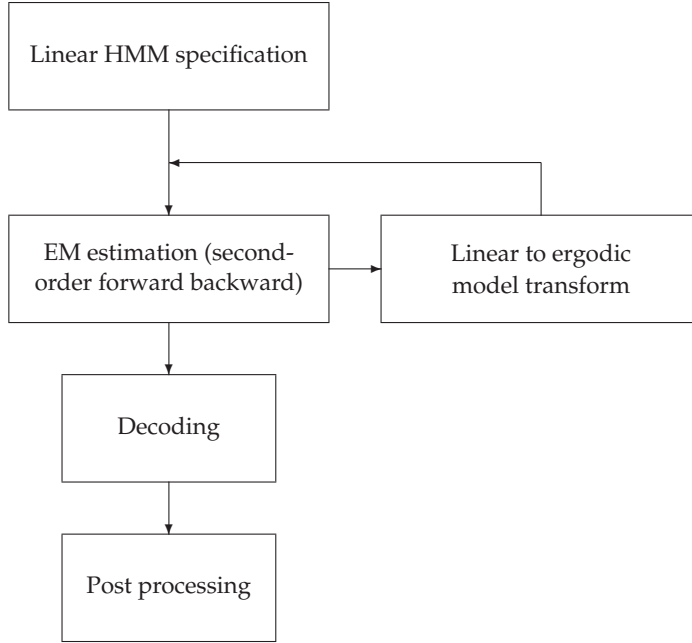 Linear HMM specification
EM estimation (second-
order forward backward)
Linear to ergodic
model transform
Decoding
Post processing